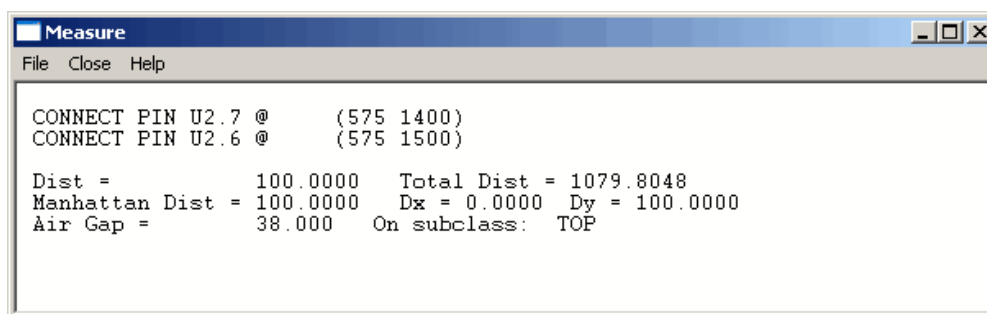 Measure
File Close Help
CONNECT PIN U2.7 @ (575 1400)
CONNECT PIN U2.6 @ (575 1500)
Dist = 100.0000 Total Dist = 1079.8048
Manhattan Dist = 100.0000 Dx = 0.0000 Dy = 100.0000
Air Gap = 38.000 On subclass: TOP